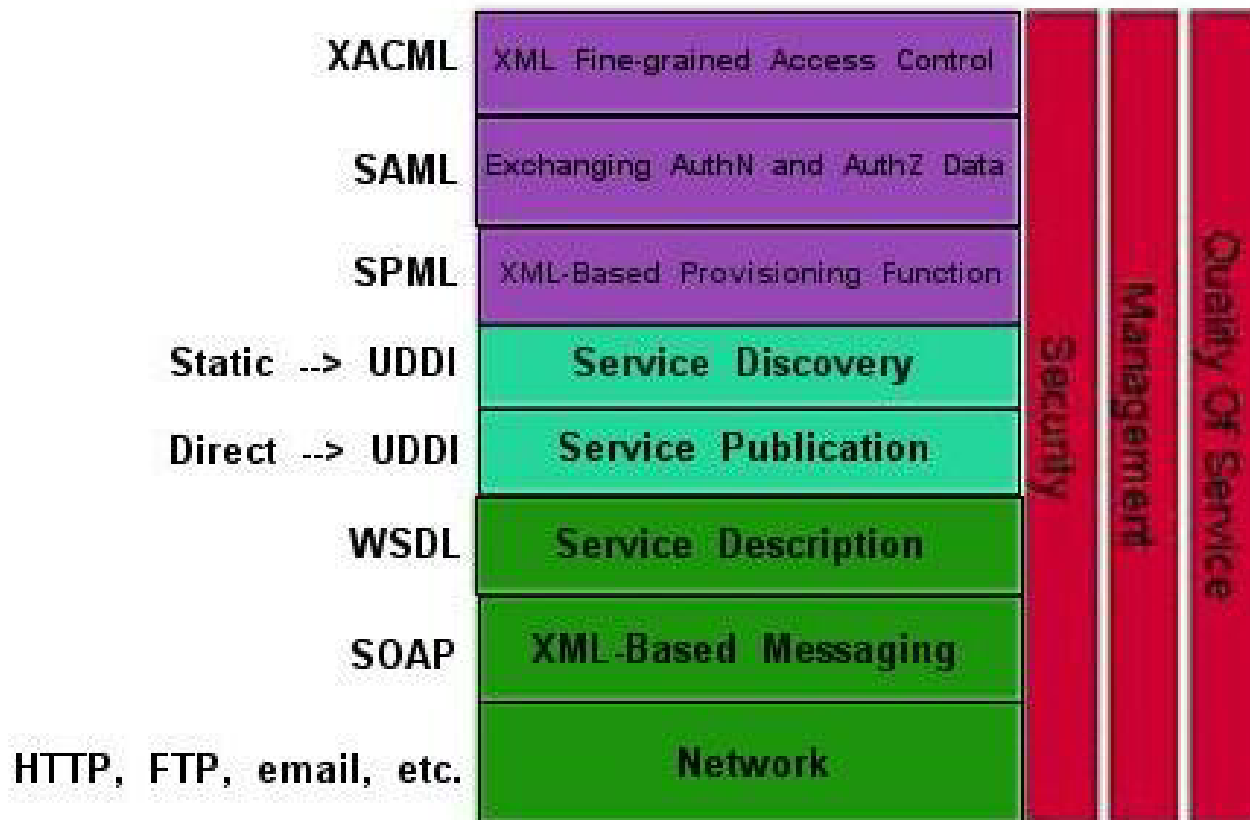 XACML XML Fine-grained Access Control
SAML Exchanging AuthN and AuthZ Data
SPML XML-Based Provisioning Function
Static --> UDDI Service Discovery
Direct --> UDDI Service Publication
WSDL Service Description
SOAP XML-Based Messaging
HTTP, FTP, email, etc. Network
Security
Management
Quality Of Service